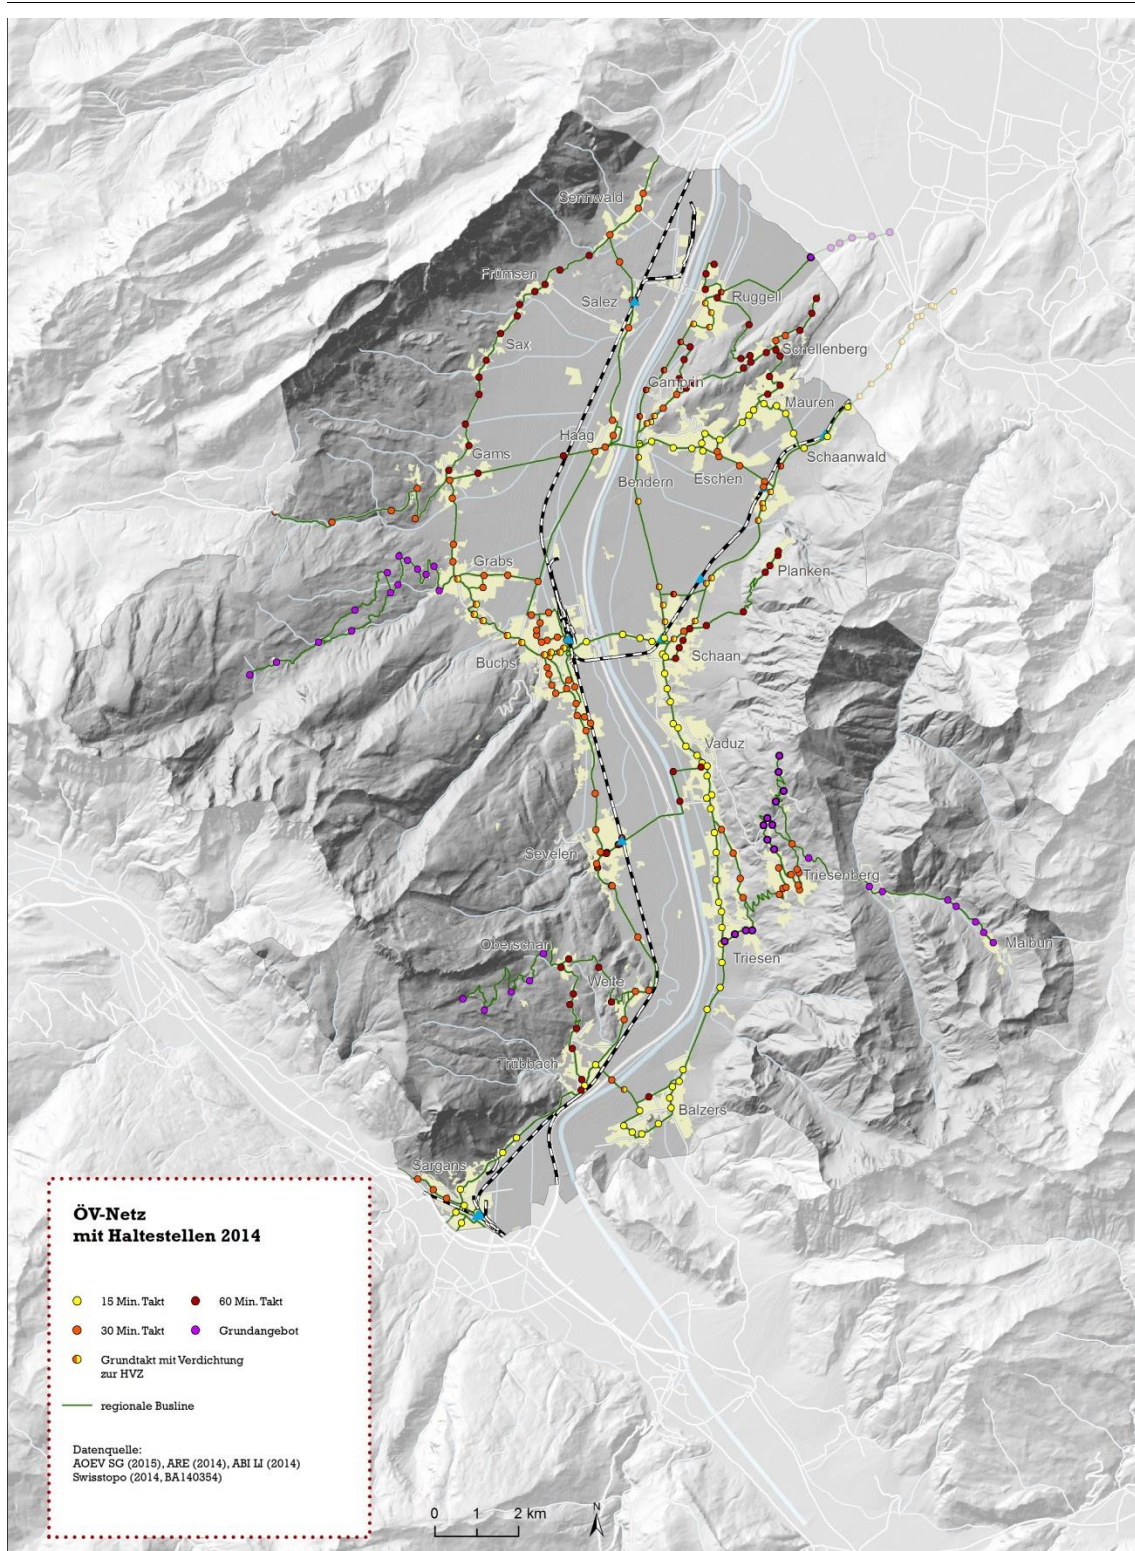 Sennwald
Frümsen
Salez
Ruggell
Sax
Schellenberg
Gamprin
Mauren
Haag
Gams
Schaanwald
Bendern
Eschen
Grabs
Planken
Buchs
Schaan
Vaduz
Sevelen
Triesenberg
Oberschan
Malbun
Triesen
Weite
Trübbach
Balzers
Sargans
ÖV-Netz
mit Haltestellen 2014
15 Min. Takt
60 Min. Takt
30 Min. Takt
Grundangebot
Grundtakt mit Verdichtung
zur HVZ
regionale Busline
Datenquelle:
AOEV SG (2015), ARE (2014), ABI LI (2014)
Swisstopo (2014, BA140354)
0 1 2 km
N